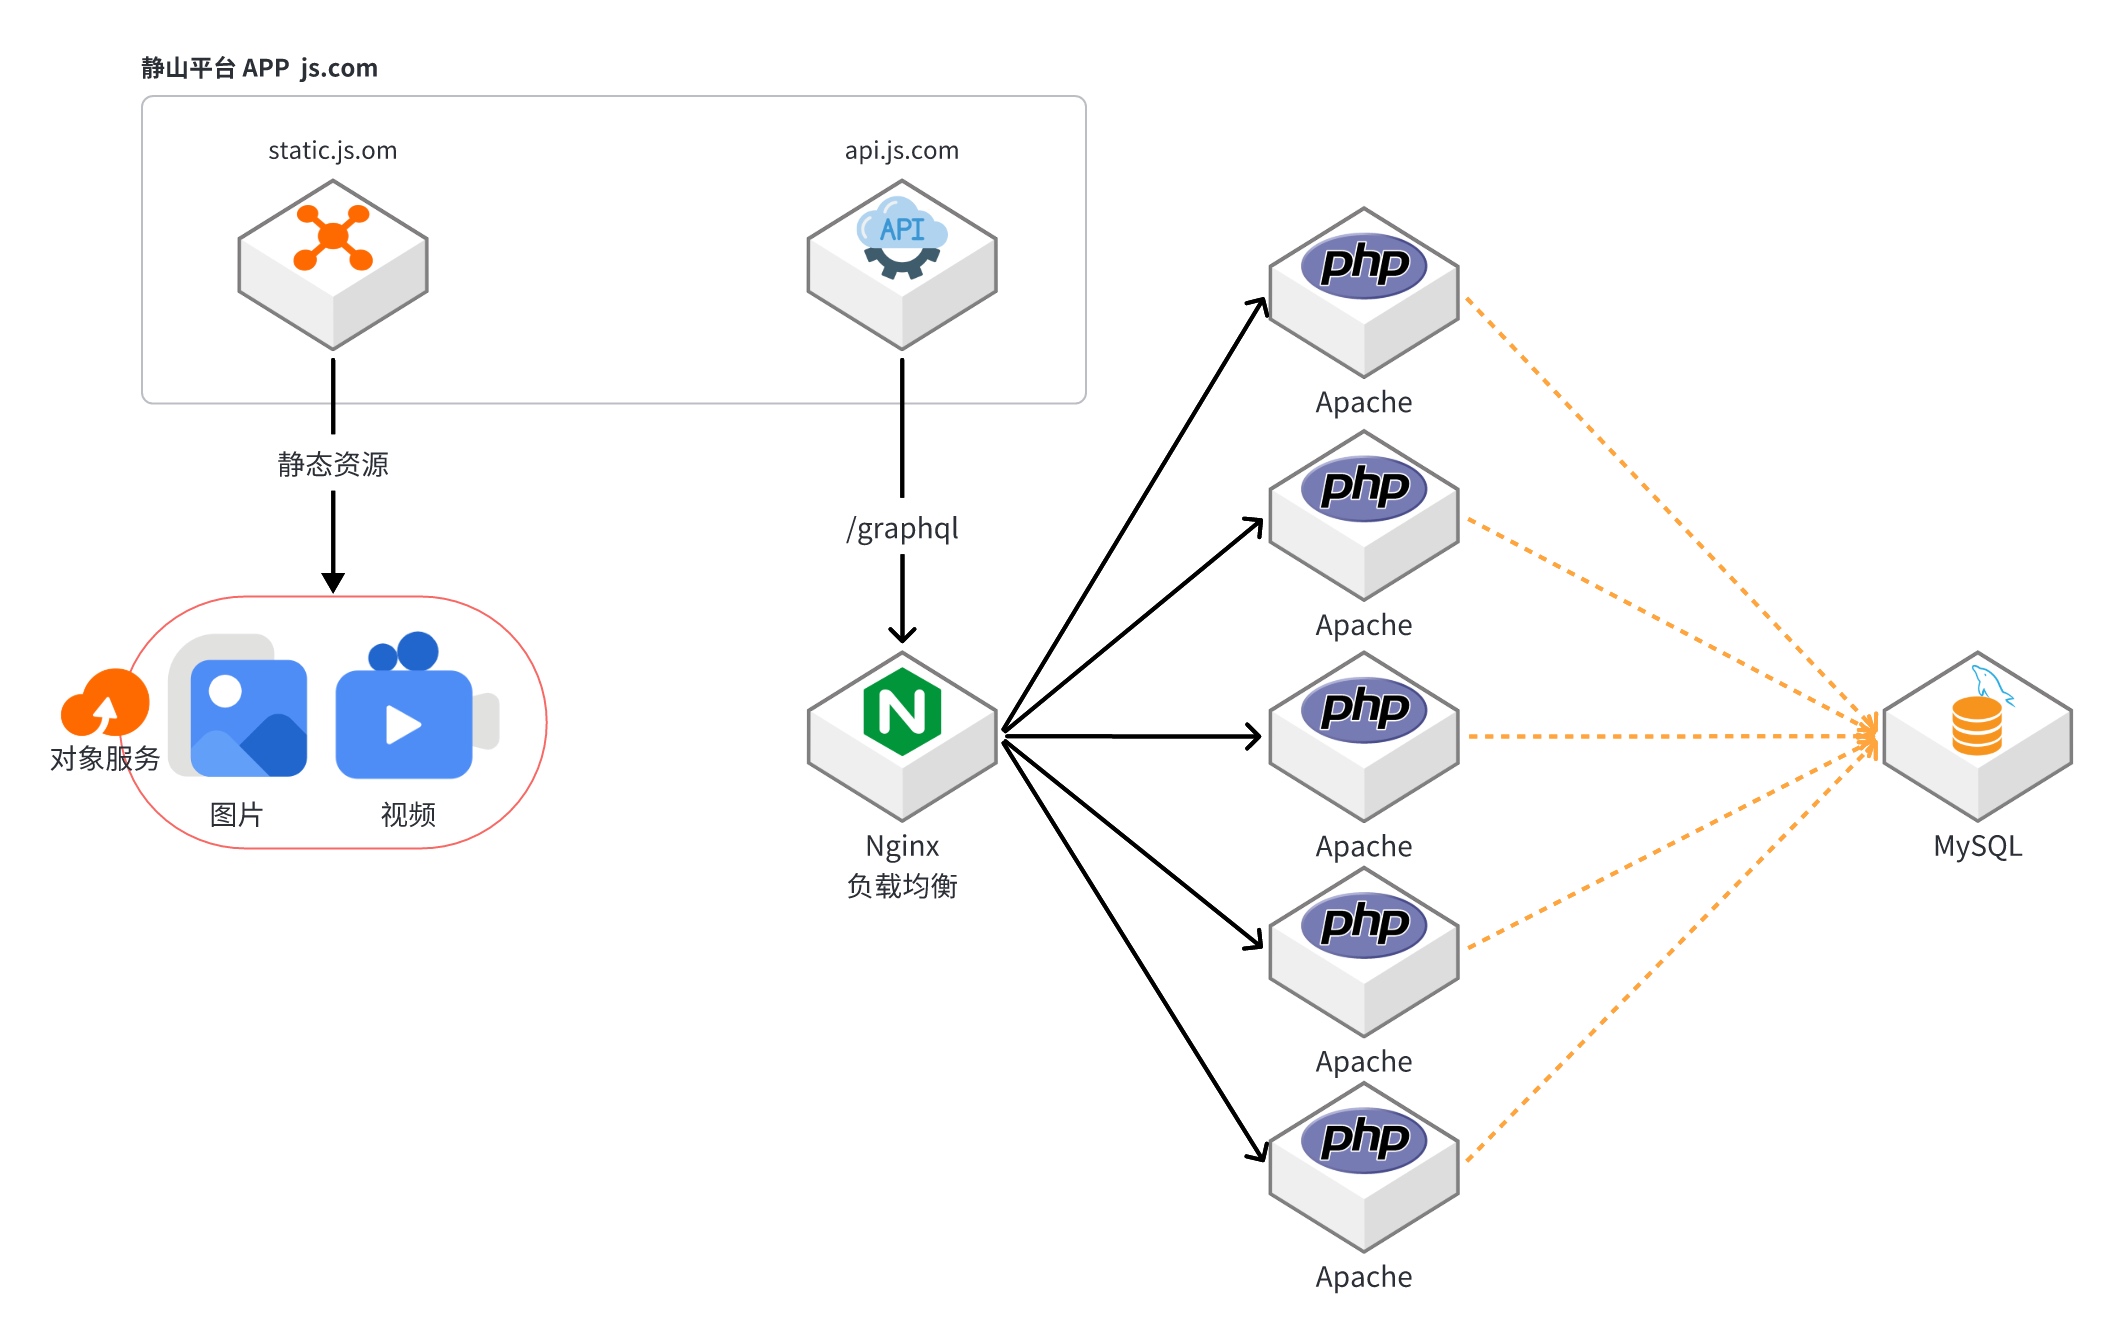 静山平台 APP  js.com
static.js.om
api.js.com
API
静态资源
/graphql
对象服务
图片
视频
N
Nginx
负载均衡
php
Apache
php
Apache
php
Apache
php
Apache
php
Apache
MySQL